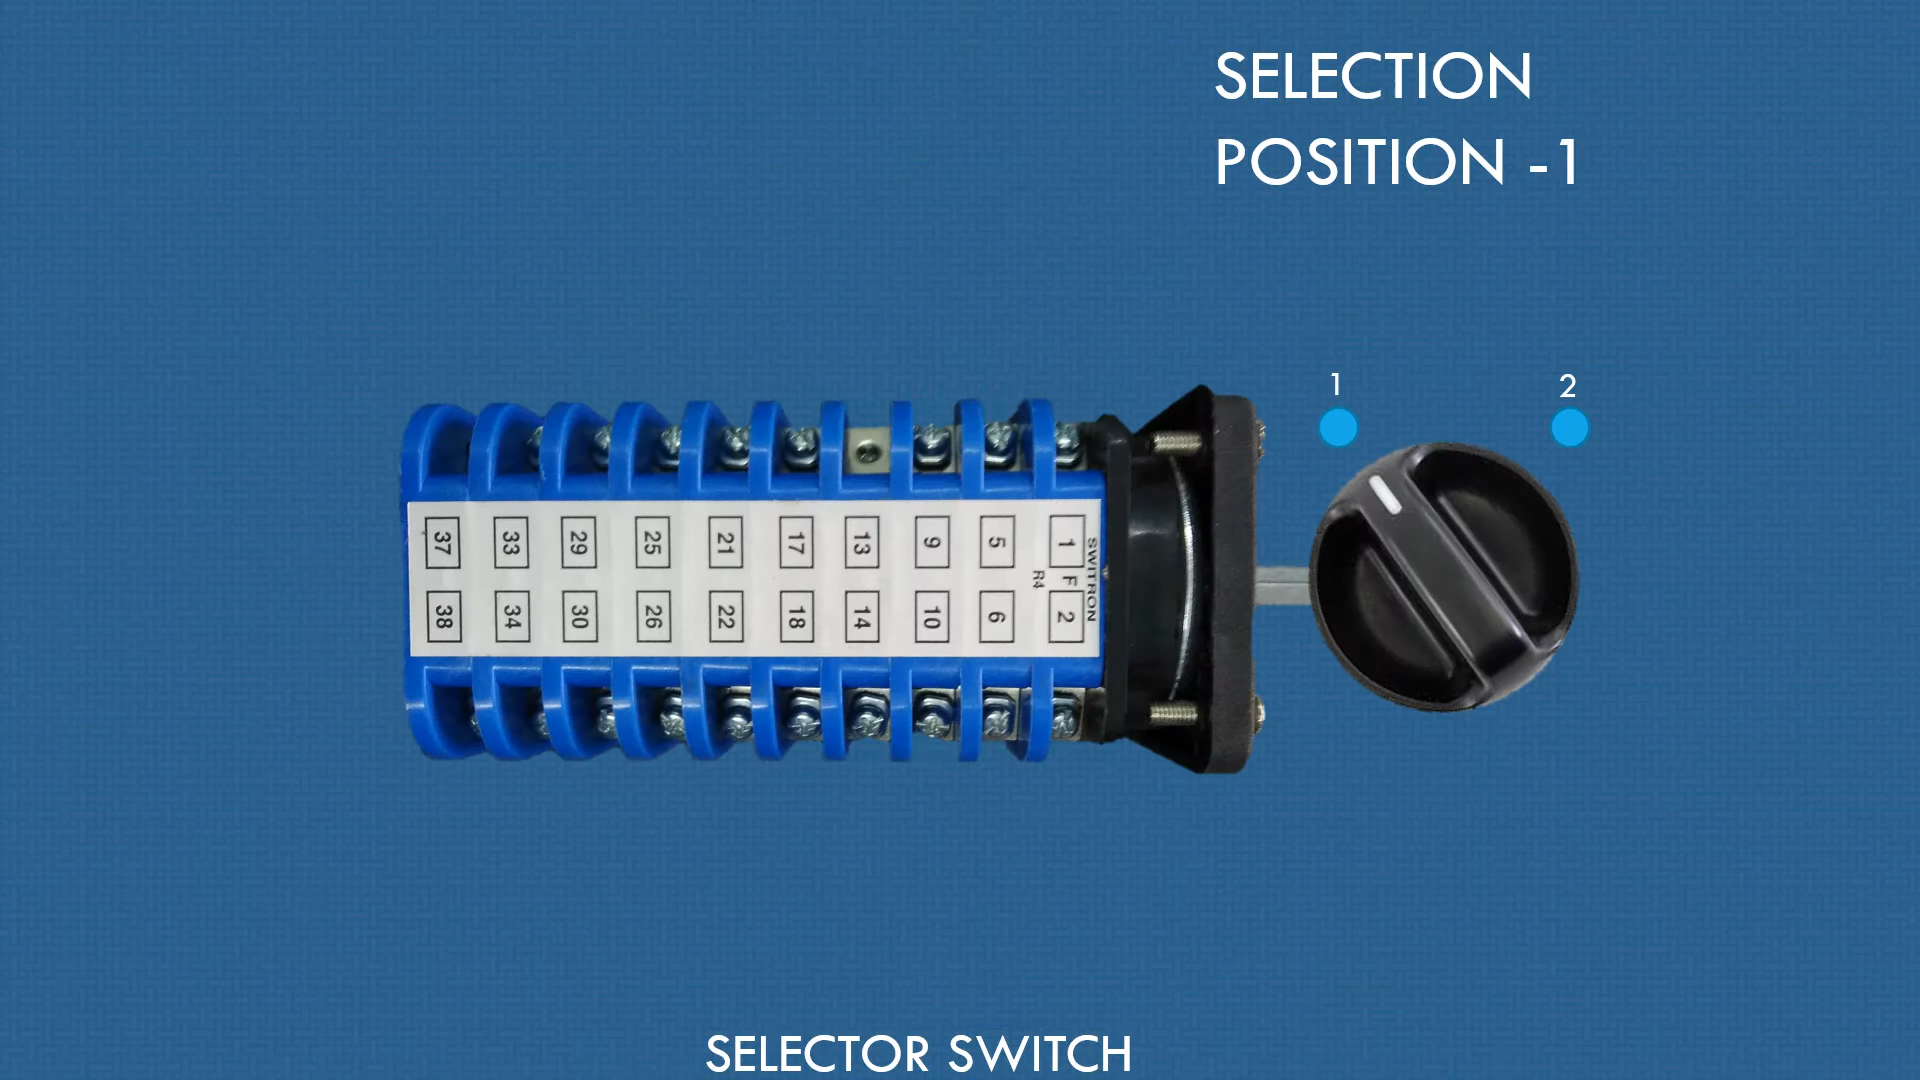 SELECTION
POSITION -1
1 2
37 33 29 25 21 17 13 9 5 1
38 34 30 26 22 18 14 10 6 2
F
R4
SWITRON
SELECTOR SWITCH